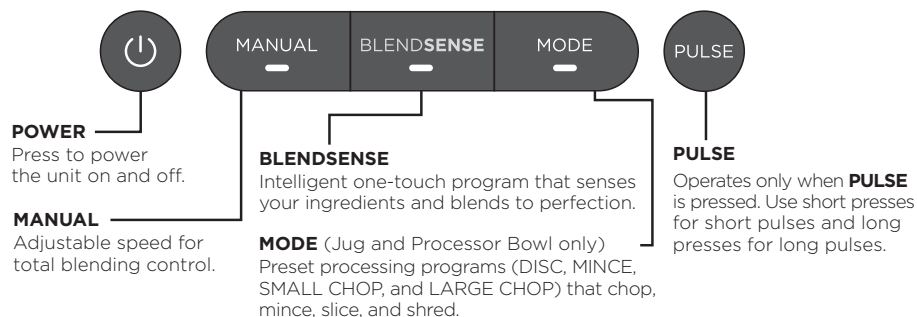 MANUAL
BLENDSENSE
MODE
PULSE
POWER
Press to power
the unit on and off.
MANUAL
Adjustable speed for
total blending control.
BLENDSENSE
Intelligent one-touch program that senses
your ingredients and blends to perfection.
MODE (Jug and Processor Bowl only)
Preset processing programs (DISC, MINCE,
SMALL CHOP, and LARGE CHOP) that chop,
mince, slice, and shred.
PULSE
Operates only when PULSE
is pressed. Use short presses
for short pulses and long
presses for long pulses.